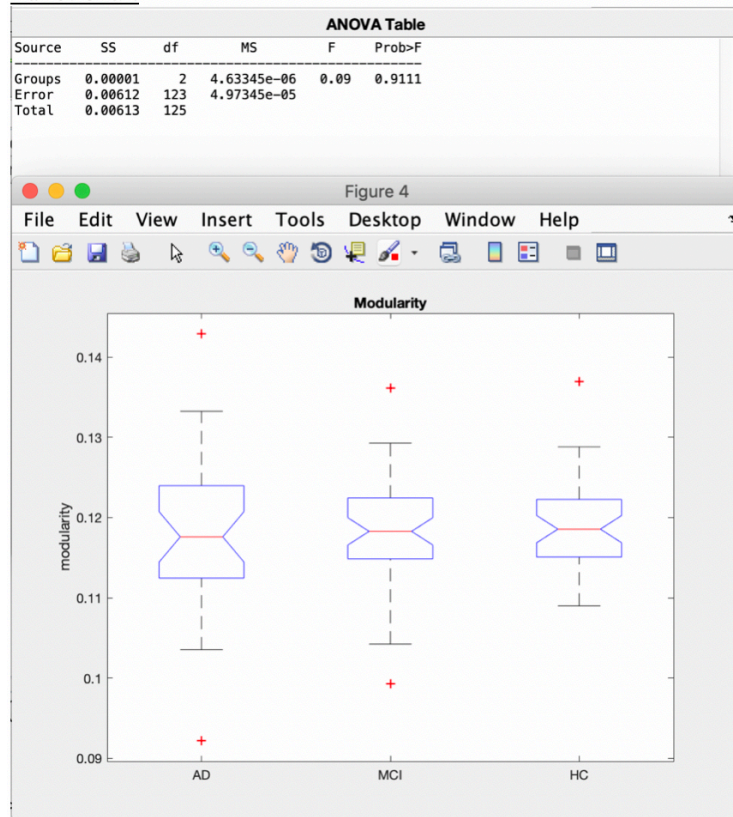 ANOVA Table
Source SS df MS F Prob>F
Groups 0.00001 2 4.63345e-06 0.09 0.9111
Error 0.00612 123 4.97345e-05
Total 0.00613 125
Figure 4
File Edit View Insert Tools Desktop Window Help
Modularity
0.14
0.13
0.12
0.11
0.1
0.09
modularity
AD MCI HC